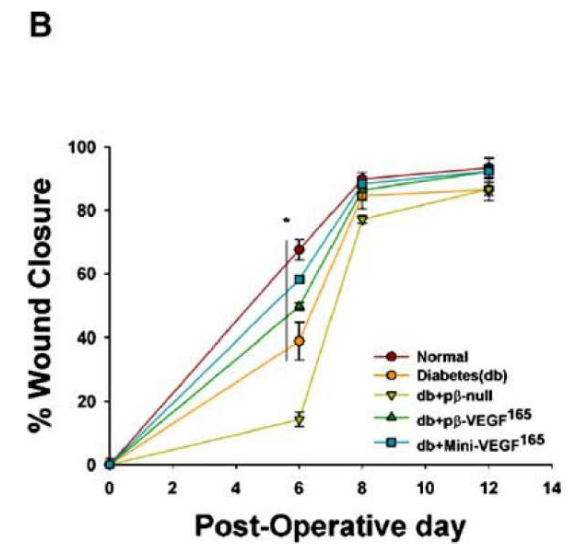 B
% Wound Closure
100
80
60
40
20
0
*
Normal
Diabetes(db)
db+pβ-null
db+pβ-VEGF165
db+Mini-VEGF165
0 2 4 6 8 10 12 14
Post-Operative day